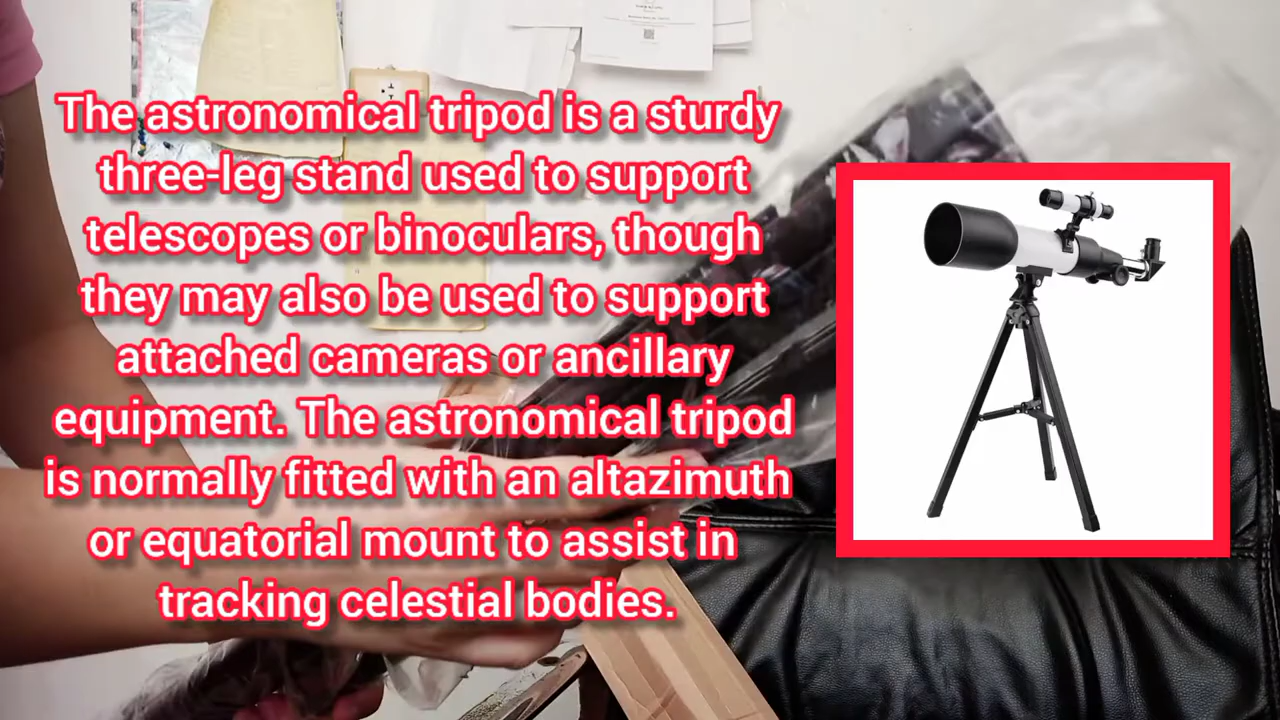 The astronomical tripod is a sturdy
three-leg stand used to support
telescopes or binoculars, though
they may also be used to support
attached cameras or ancillary
equipment. The astronomical tripod
is normally fitted with an altazimuth
or equatorial mount to assist in
tracking celestial bodies.